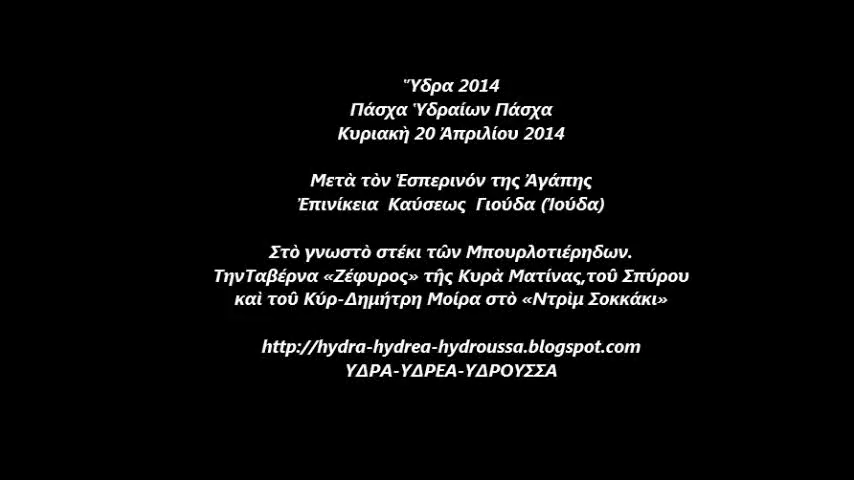 Ὕδρα 2014
Πάσχα Ὑδραίων Πάσχα
Κυριακὴ 20 Ἀπριλίου 2014
Μετὰ τὸν Ἑσπερινόν της Ἀγάπης
Ἐπινίκεια Καύσεως Γιούδα (Ἰούδα)
Στὸ γνωστὸ στέκι τῶν Μπουρλοτιέρηδων.
ΤηνΤαβέρνα «Ζέφυρος» τῆς Κυρὰ Ματίνας,τοῦ Σπύρου
καὶ τοῦ Κύρ-Δημήτρη Μοίρα στὸ «Ντρὶμ Σοκκάκι»
http://hydra-hydrea-hydroussa.blogspot.com
ΥΔΡΑ-ΥΔΡΕΑ-ΥΔΡΟΥΣΣΑ